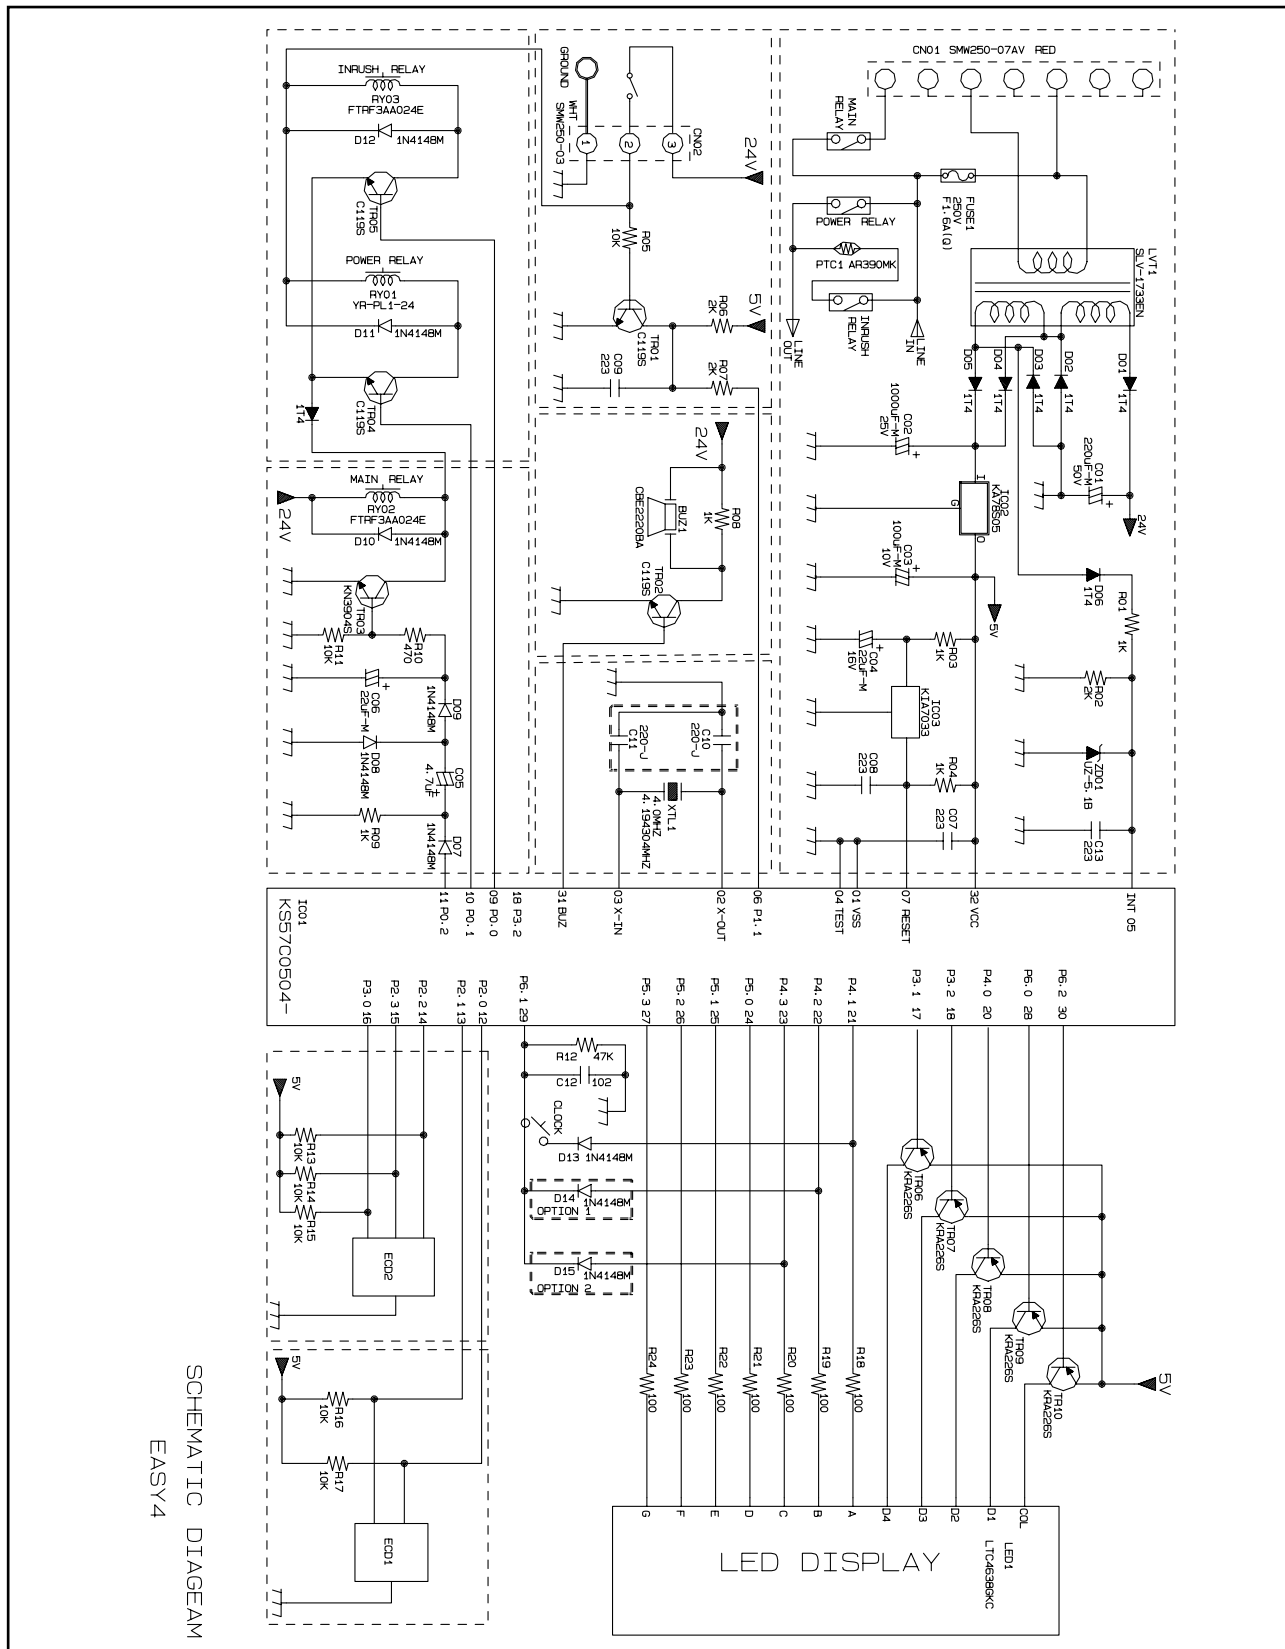 CN01 SMW250-07AV RED
MAIN
RELAY
FUSE1
250V
F1.6A(Q)
POWER RELAY
PTC1 AR390MK
INRUSH
RELAY
LINE
OUT
LINE
IN
LVT1
SLV-1733EN
D05
1T4
D04
1T4
D03
1T4
D02
1T4
D01
1T4
C02
1000uF-M
25V
C01
220uF-M
50V
+
24V
IC02
KA78S05
I
G
O
C03
100uF-M
10V
+
5V
D06
1T4
R01
1K
R02
2K
R03
1K
C04
22uF-M
16V
+
IC03
KIA7033
C08
223
R04
1K
C07
223
ZD01
UZ-5.1B
C13
223
GROUND
WHT
SMW250-03
1
2
3
CN02
24V
R05
10K
TR01
C119S
R06
2K
5V
C09
223
R07
2K
24V
BUZ1
CBE2220BA
R08
1K
TR02
C119S
C11
220-J
C10
220-J
XTL1
4.0MHZ
4.194304MHZ
INRUSH RELAY
RY03
FTRF3AA024E
D12
1N4148M
TR05
C119S
POWER RELAY
RY01
YR-PL1-24
D11
1N4148M
TR04
C119S
1T4
MAIN RELAY
RY02
FTRF3AA024E
D10
1N4148M
24V
TR03
KN3904S
R11
10K
R10
470
C06
22uF-M
+
D09
1N4148M
D08
1N4148M
C05
4.7uF
+
R09
1K
D07
1N4148M
IC01
KS57C0504-
11 P0.2
10 P0.1
09 P0.0
18 P3.2
31 BUZ
03 X-IN
02 X-OUT
06 P1.1
04 TEST
01 VSS
07 RESET
32 VCC
INT 05
P3.0 16
P2.3 15
P2.2 14
P2.1 13
P2.0 12
P6.1 29
P5.3 27
P5.2 26
P5.1 25
P5.0 24
P4.3 23
P4.2 22
P4.1 21
P3.1 17
P3.2 18
P4.0 20
P6.0 28
P6.2 30
5V
R13
10K
R14
10K
R15
10K
ECD2
5V
R16
10K
R17
10K
ECD1
R12
47K
C12
102
CLOCK
D13 1N4148M
D14
1N4148M
OPTION 1
D15
1N4148M
OPTION 2
TR06
KRA226S
TR07
KRA226S
TR08
KRA226S
TR09
KRA226S
TR10
KRA226S
5V
R24
100
R23
100
R22
100
R21
100
R20
100
R19
100
R18
100
G
F
E
D
C
B
A
D4
D3
D2
D1
COL
LED1
LTC4638GKC
LED DISPLAY
SCHEMATIC DIAGEAM
EASY4